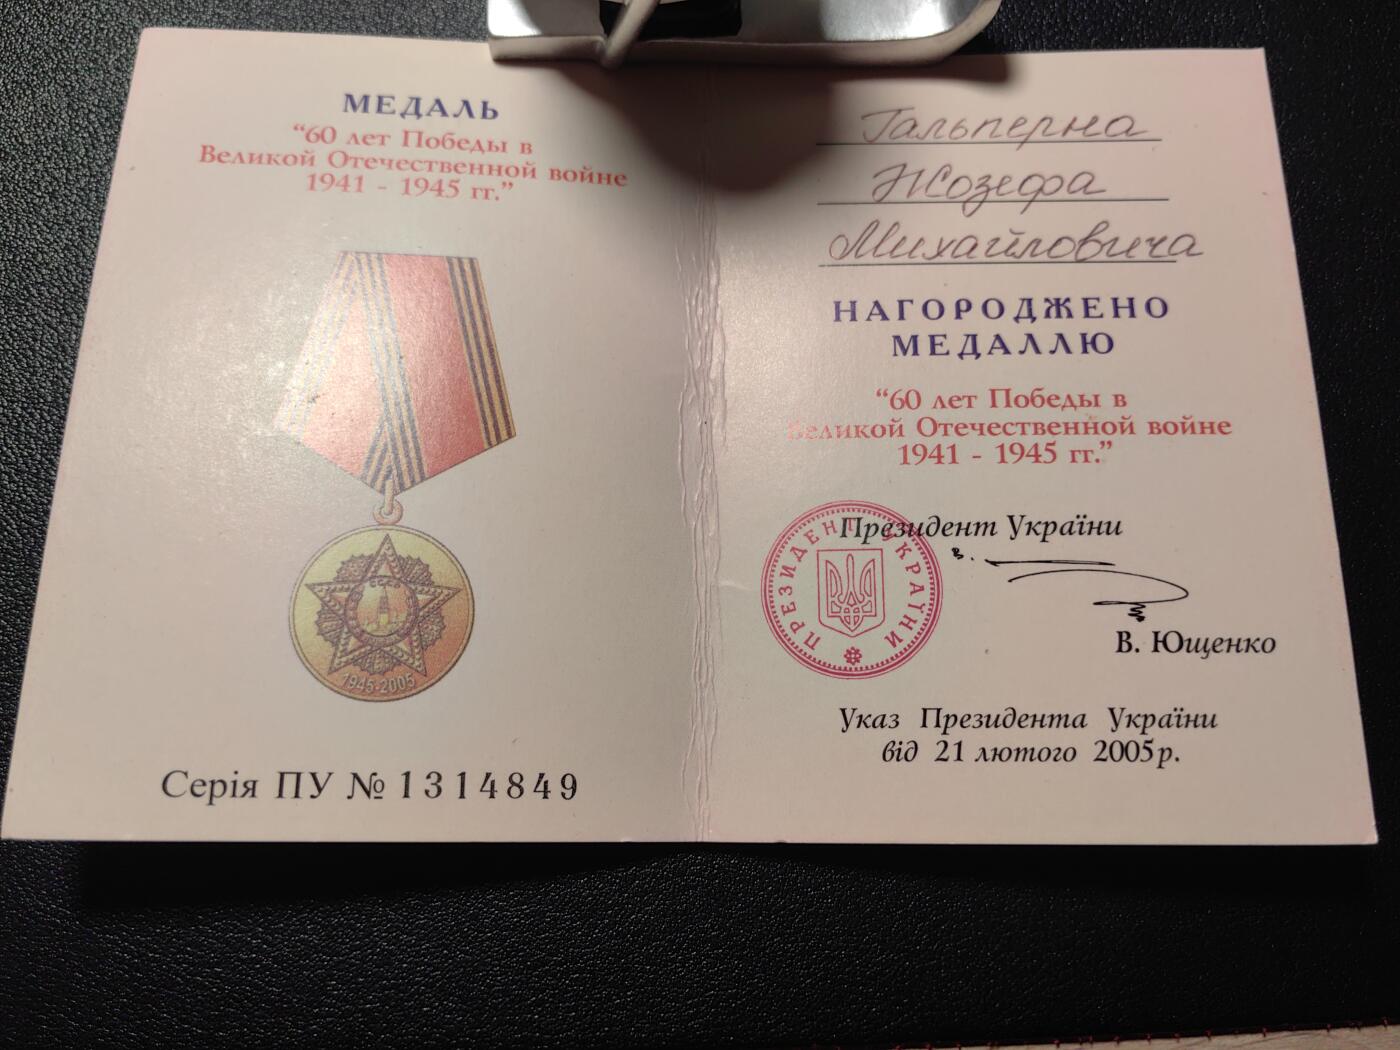 МЕДАЛЬ
“60 лет Победы в
Великой Отечественной войне
1941 - 1945 гг.”
1945-2005
Серія ПУ № 1314849
Гальперна
Жозефа
Михайловича
НАГОРОДЖЕНО
МЕДАЛЛЮ
“60 лет Победы в
Великой Отечественной войне
1941 - 1945 гг.”
Президент України
ПРЕЗИДЕНТ УКРАЇНИ
В. Ющенко
Указ Президента України
від 21 лютого 2005р.